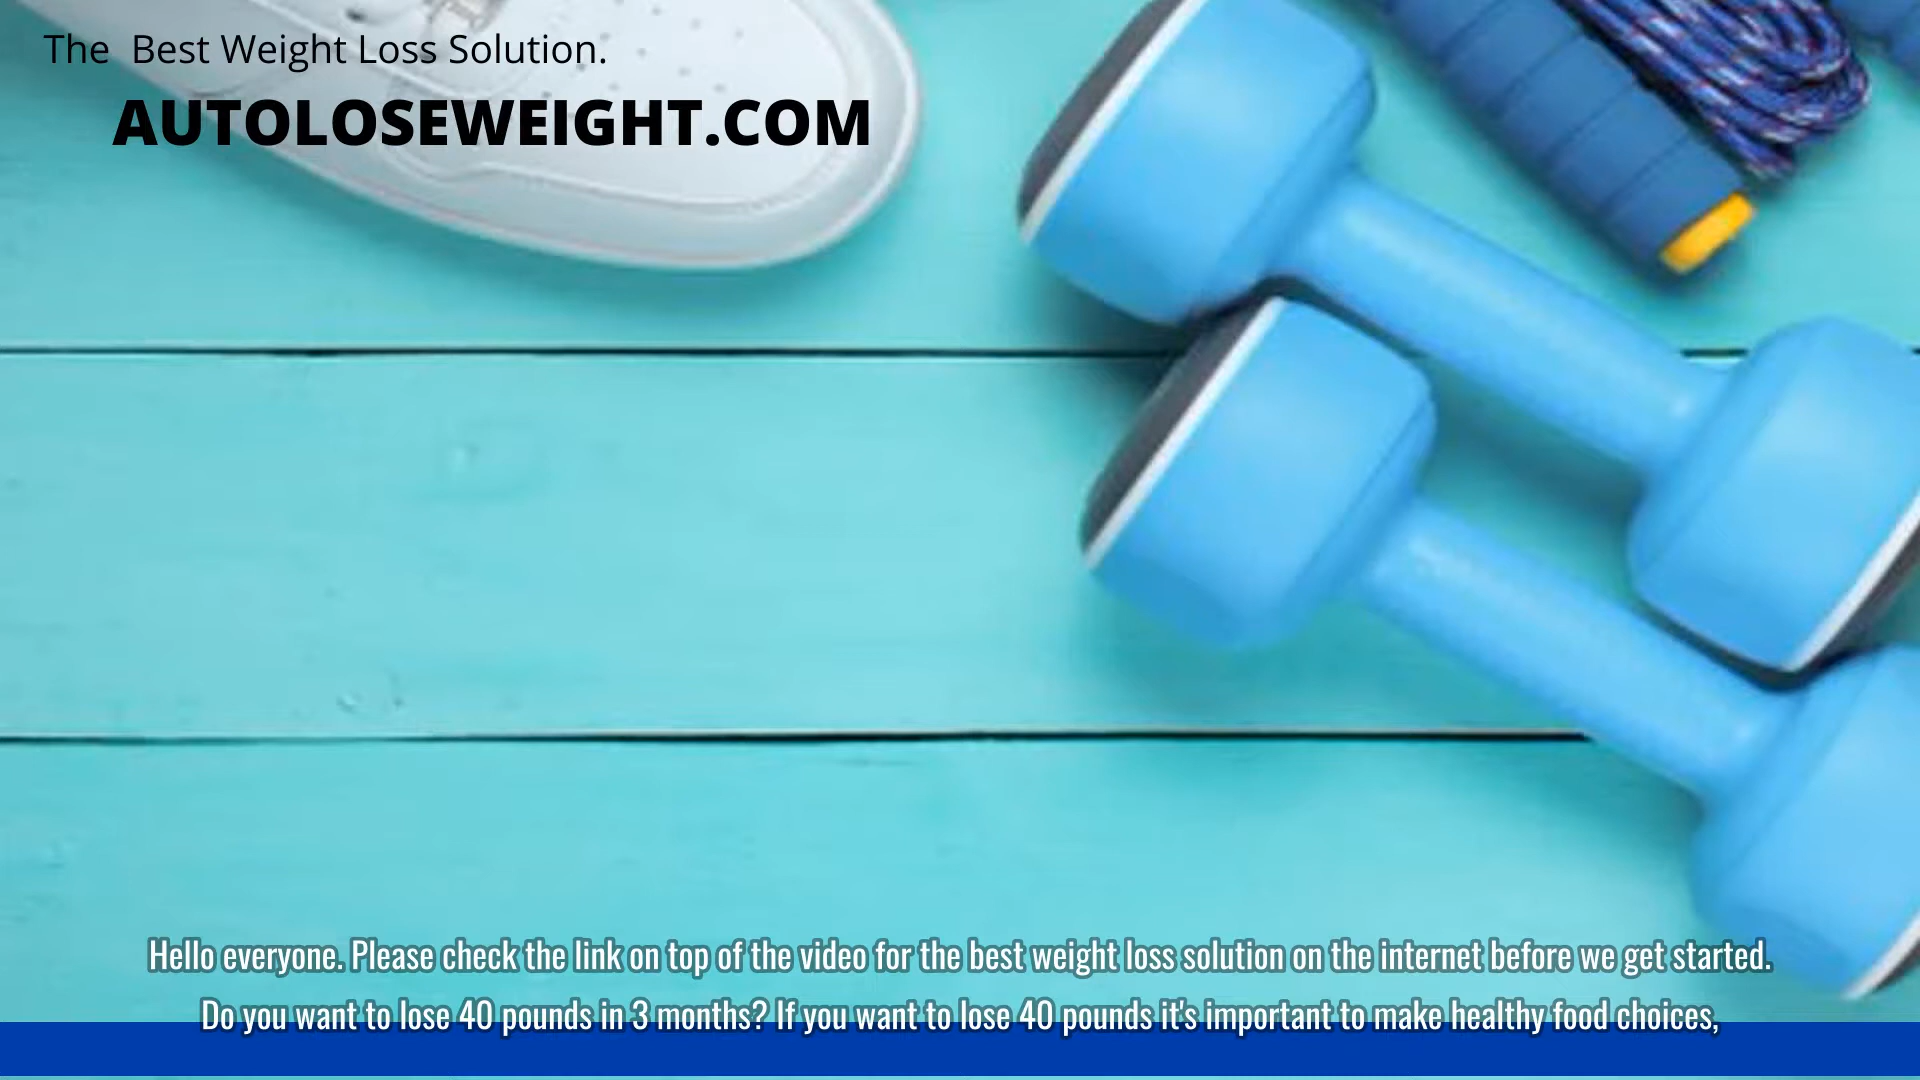 The  Best Weight Loss Solution.
AUTOLOSEWEIGHT.COM
Hello everyone. Please check the link on top of the video for the best weight loss solution on the internet before we get started.
Do you want to lose 40 pounds in 3 months? If you want to lose 40 pounds it's important to make healthy food choices,